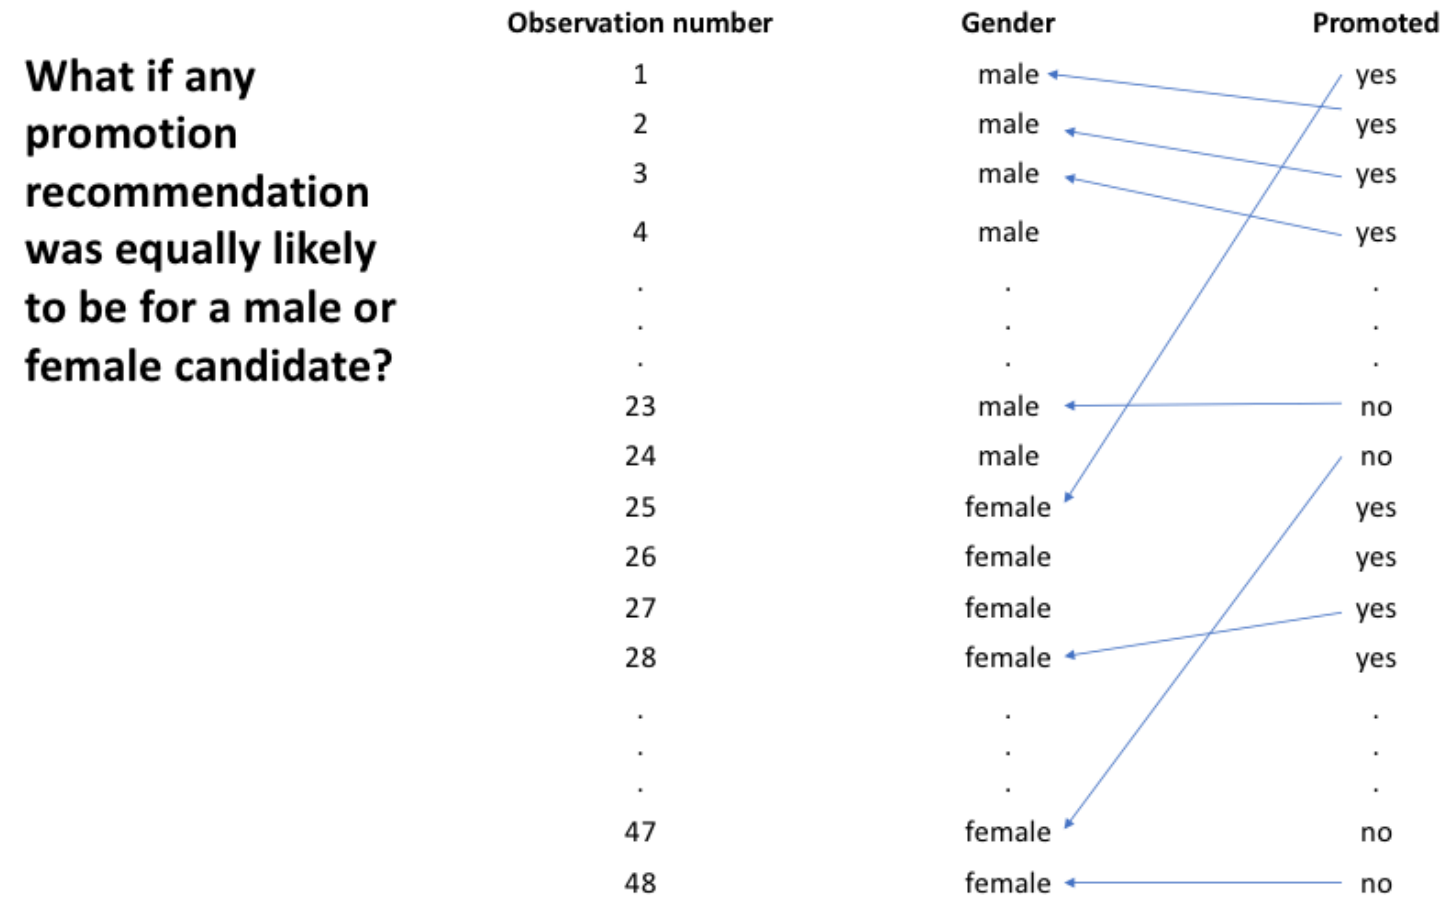 Observation number Gender Promoted
What if any
promotion
recommendation
was equally likely
to be for a male or
female candidate?
1 male yes
2 male yes
3 male yes
4 male yes
. . .
. . .
. . .
23 male no
24 male no
25 female yes
26 female yes
27 female yes
28 female yes
. . .
. . .
. . .
47 female no
48 female no